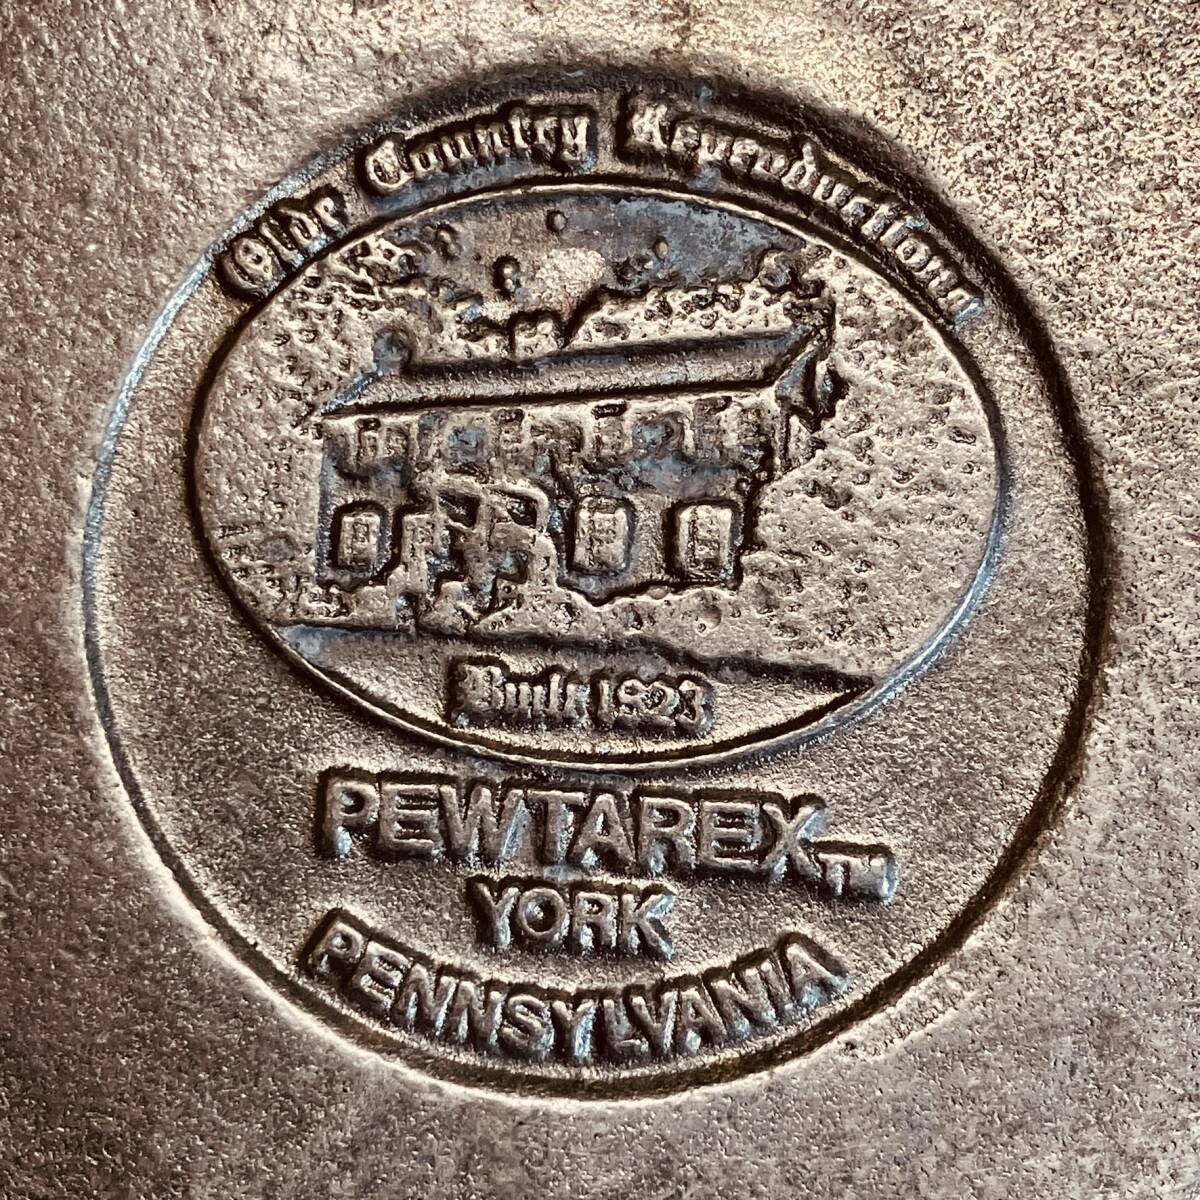 Olde Country Reproductions
Built 1823
PEWTAREX™
YORK
PENNSYLVANIA